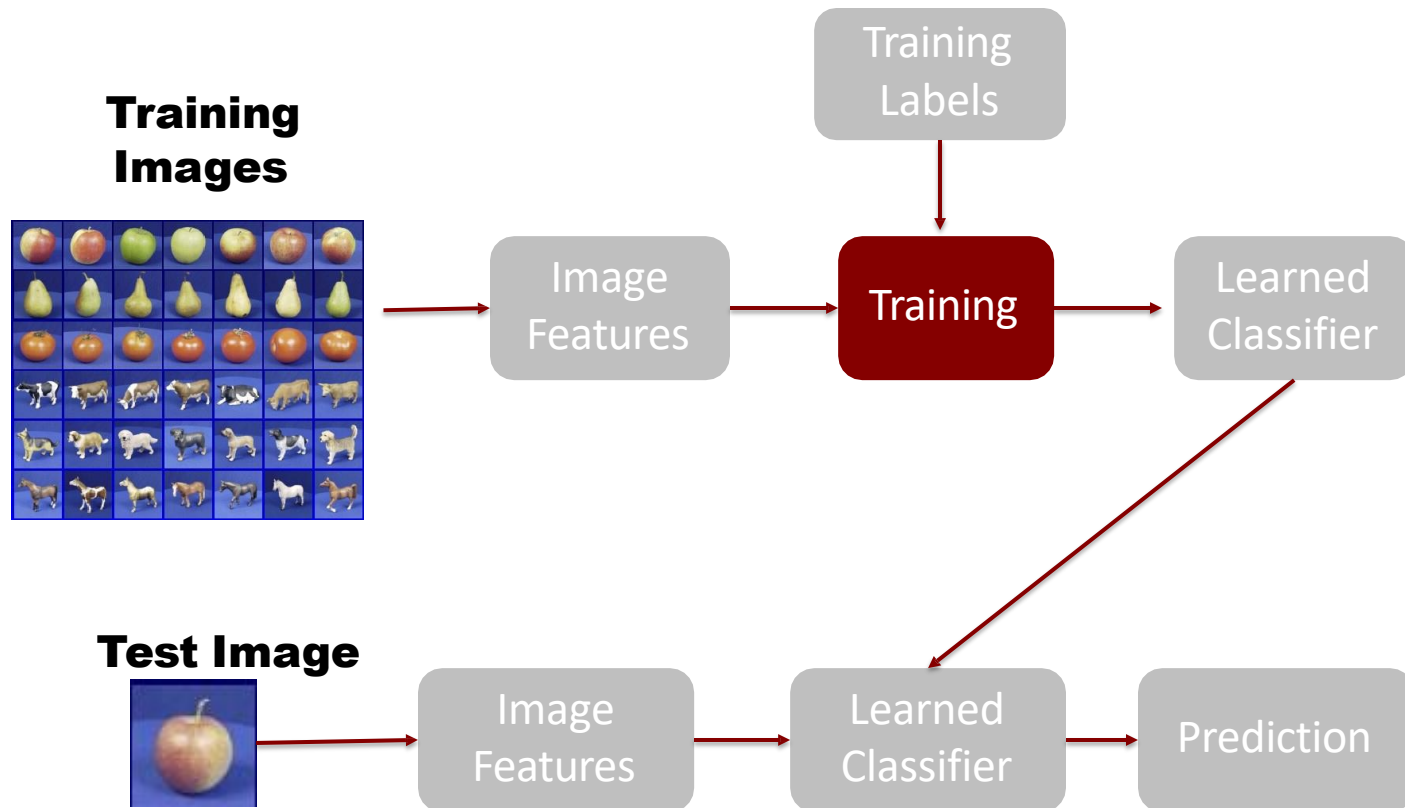 Training
Labels
Training
Images
Image
Features
Training
Learned
Classifier
Test Image
Image
Features
Learned
Classifier
Prediction